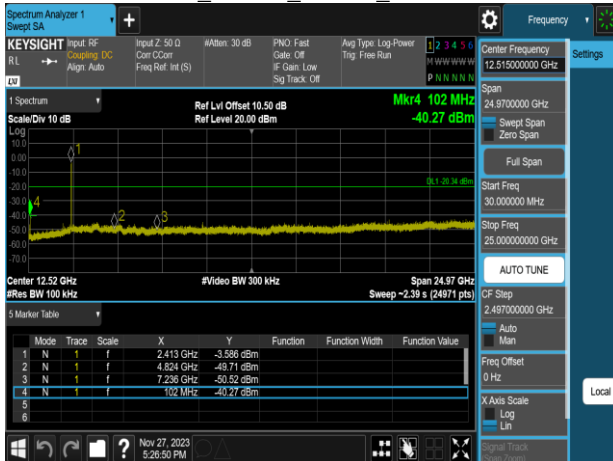 Spectrum Analyzer 1
Swept SA
+
Frequency
KEYSIGHT
RL
LXI
Input: RF
Coupling: DC
Align: Auto
Input Z: 50 Ω
Corr CCorr
Freq Ref: Int (S)
#Atten: 30 dB
PNO: Fast
Gate: Off
IF Gain: Low
Sig Track: Off
Avg Type: Log-Power
Trig: Free Run
1 2 3 4 5 6
M W W W W W
P N N N N N
Center Frequency
12.515000000 GHz
Settings
Span
24.9700000 GHz
Swept Span
Zero Span
Full Span
Start Freq
30.000000 MHz
Stop Freq
25.000000000 GHz
AUTO TUNE
CF Step
2.497000000 GHz
Auto
Man
Freq Offset
0 Hz
X Axis Scale
Log
Lin
Signal Track
(Span Zoom)
Local
1 Spectrum
Scale/Div 10 dB
Ref Lvl Offset 10.50 dB
Ref Level 20.00 dBm
Mkr4 102 MHz
-40.27 dBm
Log
10.0
0.00
-10.0
-20.0
-30.0
-40.0
-50.0
-60.0
-70.0
1
4
2
3
DL1 -20.34 dBm
Center 12.52 GHz
#Video BW 300 kHz
Span 24.97 GHz
#Res BW 100 kHz
Sweep ~2.39 s (24971 pts)
5 Marker Table
Mode Trace Scale X Y Function Function Width Function Value
1 N 1 f 2.413 GHz -3.586 dBm
2 N 1 f 4.824 GHz -49.71 dBm
3 N 1 f 7.236 GHz -50.52 dBm
4 N 1 f 102 MHz -40.27 dBm
5
6
?
Nov 27, 2023
5:26:50 PM